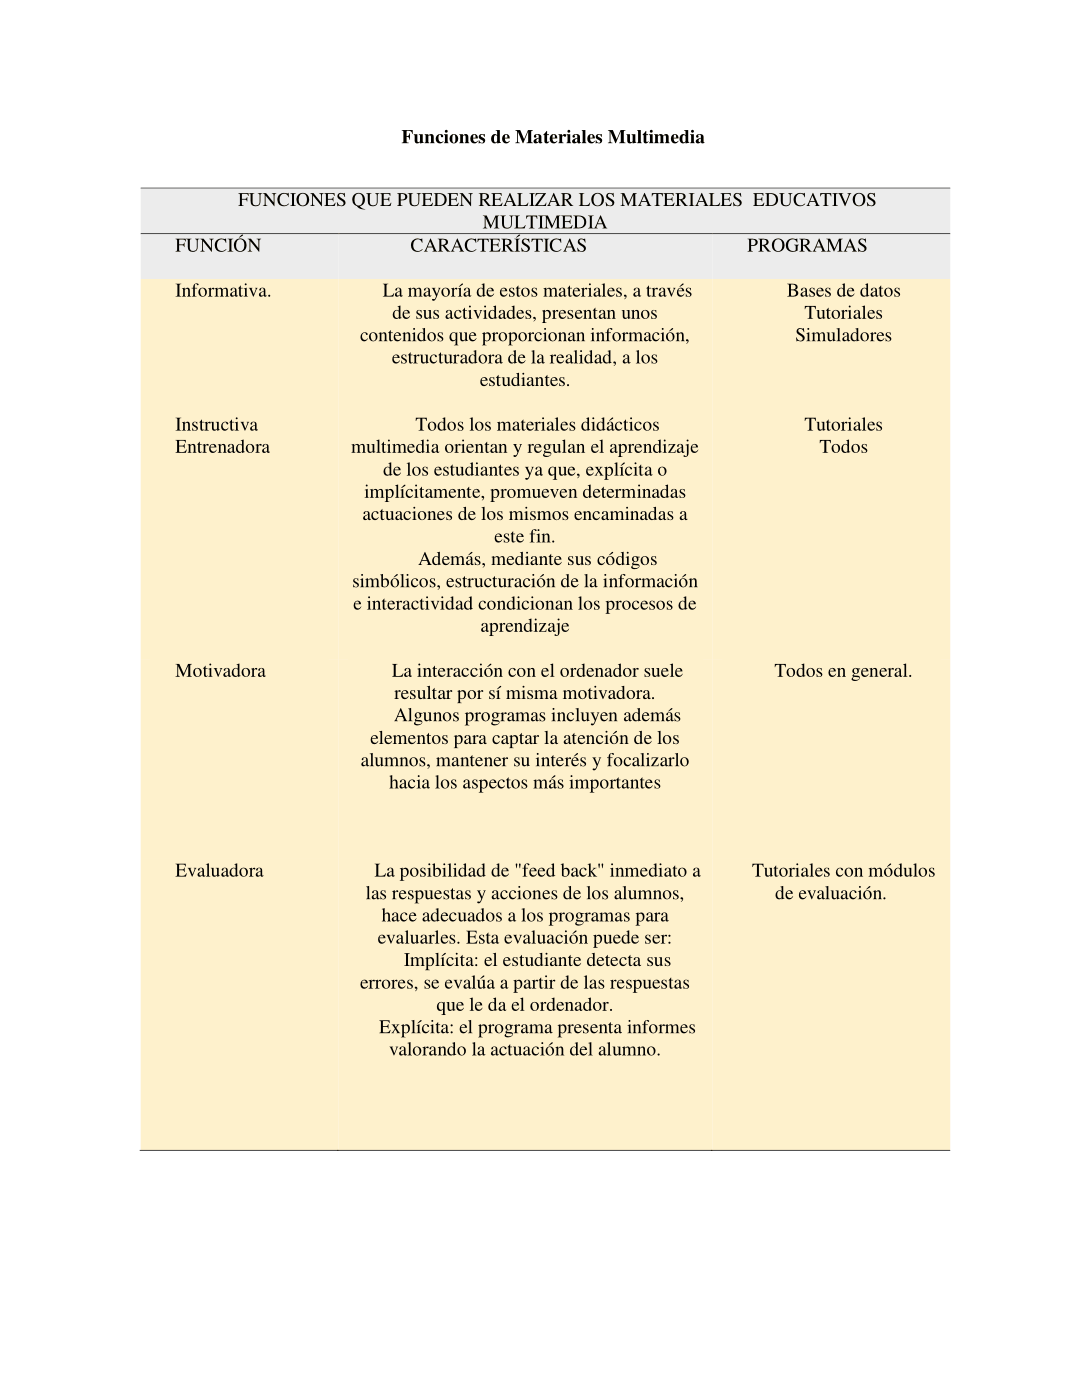 Funciones de Materiales Multimedia
FUNCIONES QUE PUEDEN REALIZAR LOS MATERIALES  EDUCATIVOS
MULTIMEDIA
FUNCIÓN
CARACTERÍSTICAS
PROGRAMAS
Informativa.
La mayoría de estos materiales, a través
de sus actividades, presentan unos
contenidos que proporcionan información,
estructuradora de la realidad, a los
estudiantes.
Bases de datos
Tutoriales
Simuladores
Instructiva
Entrenadora
Todos los materiales didácticos
multimedia orientan y regulan el aprendizaje
de los estudiantes ya que, explícita o
implícitamente, promueven determinadas
actuaciones de los mismos encaminadas a
este fin.
Además, mediante sus códigos
simbólicos, estructuración de la información
e interactividad condicionan los procesos de
aprendizaje
Tutoriales
Todos
Motivadora
La interacción con el ordenador suele
resultar por sí misma motivadora.
Algunos programas incluyen además
elementos para captar la atención de los
alumnos, mantener su interés y focalizarlo
hacia los aspectos más importantes
Todos en general.
Evaluadora
La posibilidad de "feed back" inmediato a
las respuestas y acciones de los alumnos,
hace adecuados a los programas para
evaluarles. Esta evaluación puede ser:
Implícita: el estudiante detecta sus
errores, se evalúa a partir de las respuestas
que le da el ordenador.
Explícita: el programa presenta informes
valorando la actuación del alumno.
Tutoriales con módulos
de evaluación.